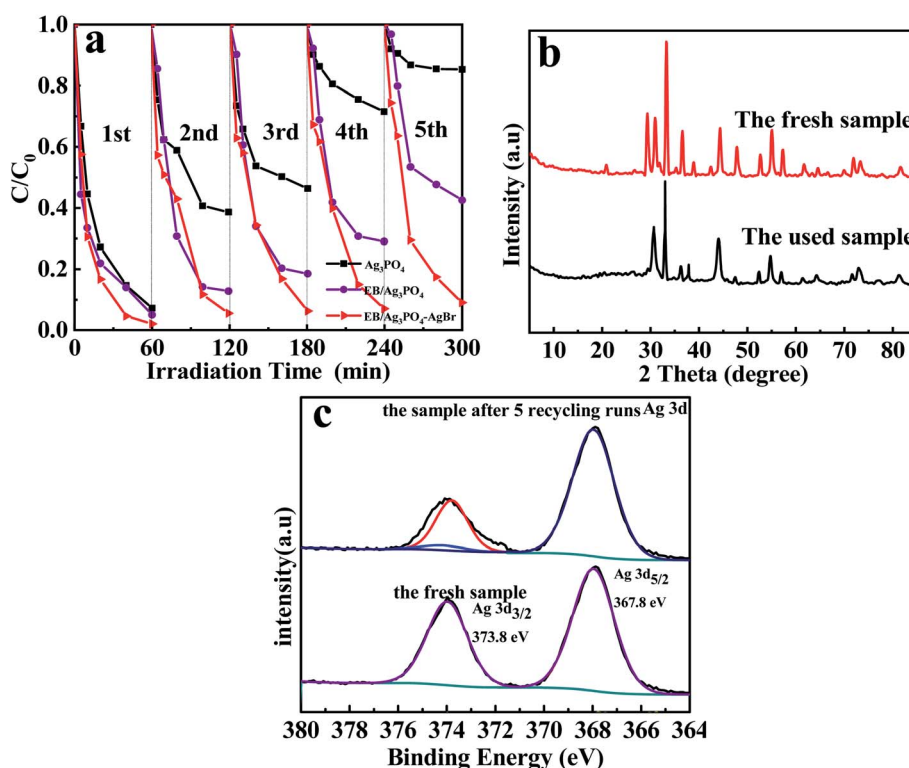 a
1.0
0.8
0.6
0.4
0.2
0.0
C/C₀
1st
2nd
3rd
4th
5th
Ag₃PO₄
EB/Ag₃PO₄
EB/Ag₃PO₄-AgBr
0 60 120 180 240 300
Irradiation Time (min)
b
Intensity (a.u)
The fresh sample
The used sample
10 20 30 40 50 60 70 80
2 Theta (degree)
c
the sample after 5 recycling runs Ag 3d
intensity(a.u)
the fresh sample
Ag 3d₃/₂
373.8 eV
Ag 3d₅/₂
367.8 eV
380 378 376 374 372 370 368 366 364
Binding Energy (eV)